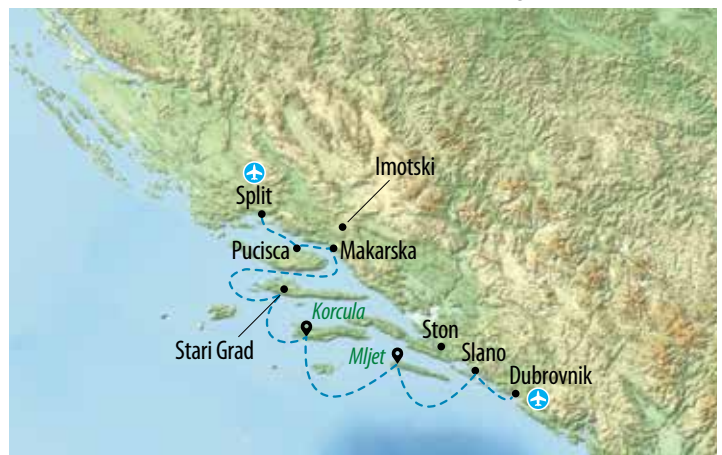 Imotski
Split
Pucisca
Makarska
Korcula
Stari Grad
Ston
Mljet
Slano
Dubrovnik